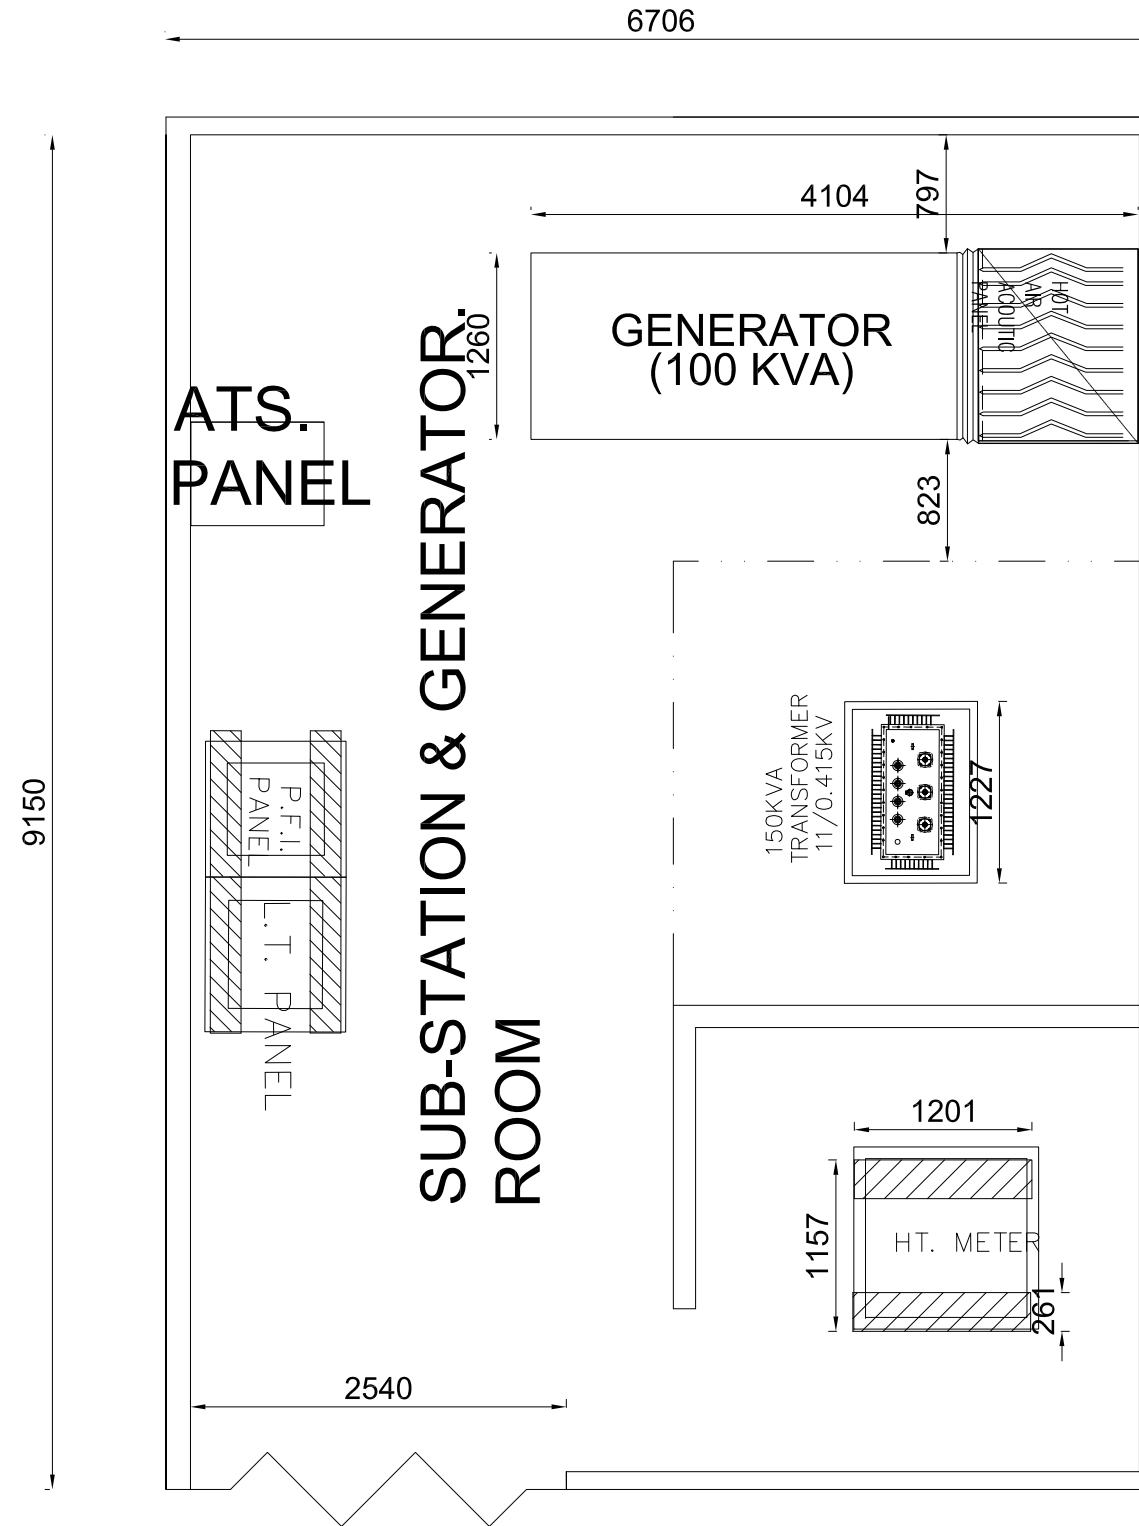 6706
797
4104
1260
GENERATOR
(100 KVA)
HOT
AIR
ACOUTIC
PANEL
ATS.
PANEL
823
SUB-STATION & GENERATOR.
ROOM
150KVA
TRANSFORMER
11/0.415KV
1227
9150
P.F.I.
PANEL
L.T. PANEL
1201
1157
HT. METER
261
2540